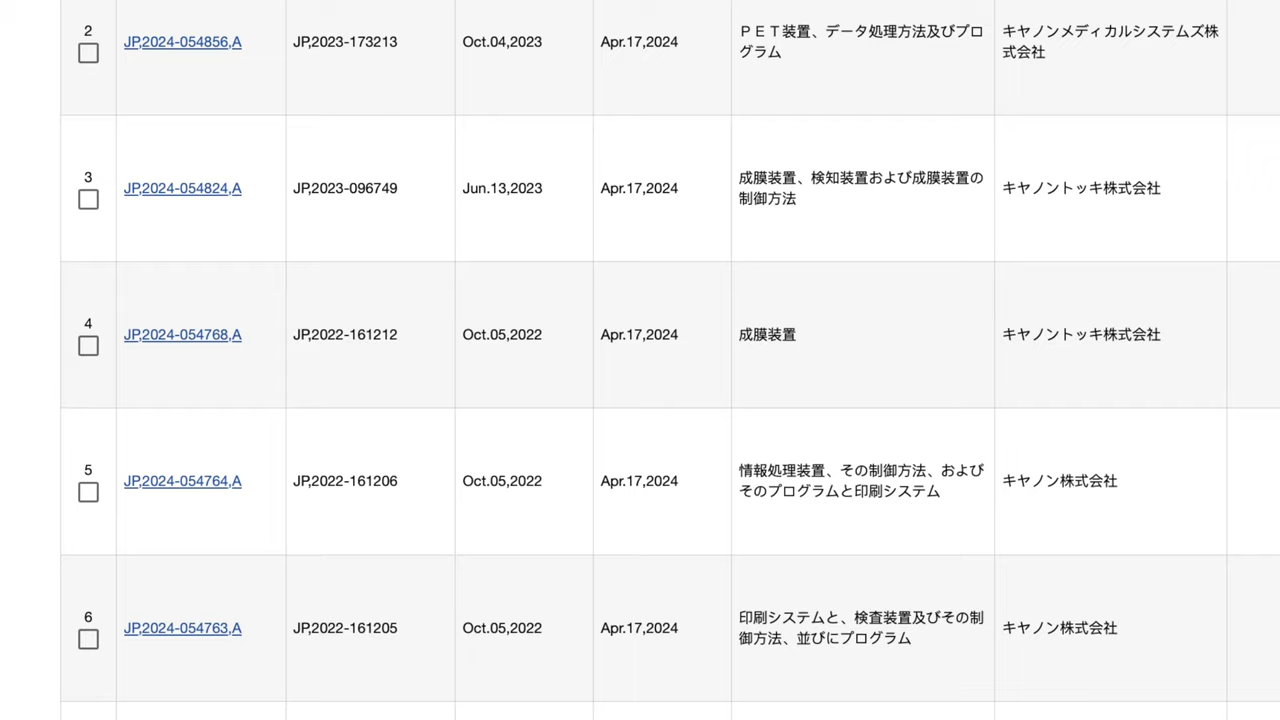 2
JP,2024-054856,A
JP,2023-173213
Oct.04,2023
Apr.17,2024
ＰＥＴ装置、データ処理方法及びプロ
グラム
キヤノンメディカルシステムズ株
式会社
3
JP,2024-054824,A
JP,2023-096749
Jun.13,2023
Apr.17,2024
成膜装置、検知装置および成膜装置の
制御方法
キヤノントッキ株式会社
4
JP,2024-054768,A
JP,2022-161212
Oct.05,2022
Apr.17,2024
成膜装置
キヤノントッキ株式会社
5
JP,2024-054764,A
JP,2022-161206
Oct.05,2022
Apr.17,2024
情報処理装置、その制御方法、および
そのプログラムと印刷システム
キヤノン株式会社
6
JP,2024-054763,A
JP,2022-161205
Oct.05,2022
Apr.17,2024
印刷システムと、検査装置及びその制
御方法、並びにプログラム
キヤノン株式会社